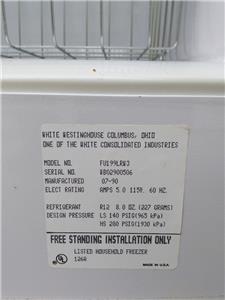 WHITE WESTINGHOUSE COLUMBUS, OHIO
ONE OF THE WHITE CONSOLIDATED INDUSTRIES
MODEL NO. FU199LRW3
SERIAL NO. WB02900506
MANUFACTURED 07-90
ELECT RATING AMPS 5.0 115V. 60 HZ.
REFRIGERANT R12 8.0 OZ. (227 GRAMS)
DESIGN PRESSURE LS 140 PSIG(965 kPa)
HS 280 PSIG(1930 kPa)
FREE STANDING INSTALLATION ONLY
UL LISTED HOUSEHOLD FREEZER
126R
MADE IN U.S.A.